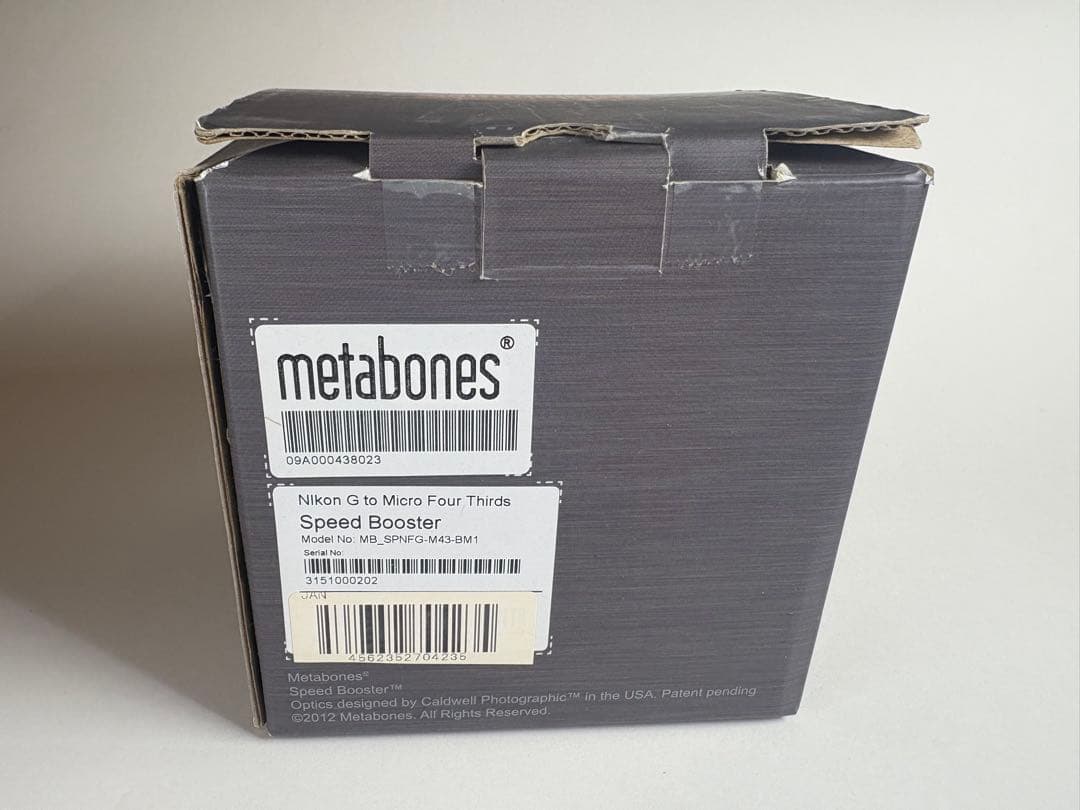 metabones®
09A000438023
NIkon G to Micro Four Thirds
Speed Booster
Model No: MB_SPNFG-M43-BM1
Serial No:
3151000202
JAN
4562352704235
Metabones®
Speed Booster™
Optics designed by Caldwell Photographic™ in the USA. Patent pending
©2012 Metabones. All Rights Reserved.